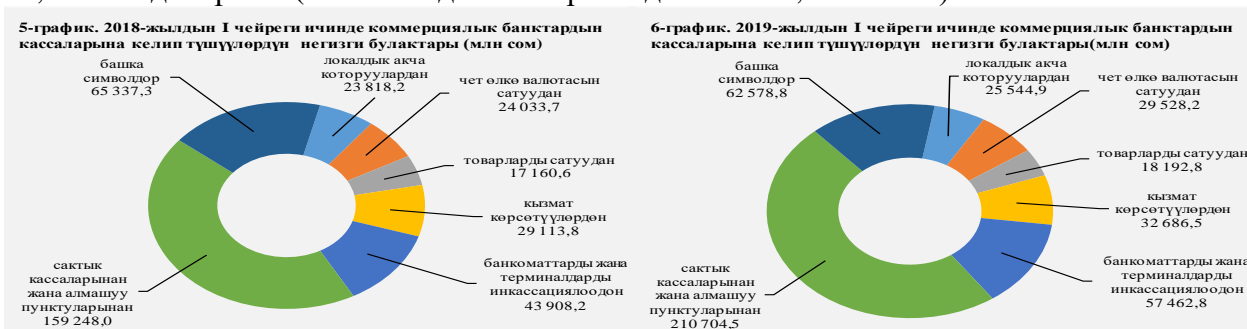 5-график. 2018-жылдын I чейреги ичинде коммерциялык банктардын
кассаларына келип түшүүлөрдүн негизги булактары (млн сом)
башка
символдор
65 337,3
локалдык акча
которуулардан
23 818,2
чет өлкө валютасын
сатуудан
24 033,7
товарларды сатуудан
17 160,6
кызмат
көрсөтүүлөрдөн
29 113,8
банкоматтарды жана
терминалдарды
инкассациялоодон
43 908,2
сактык
кассаларынан
жана алмашуу
пунктуларынан
159 248,0
6-график. 2019-жылдын I чейреги ичинде коммерциялык банктардын
кассаларына келип түшүүлөрдүн негизги булактары(млн сом)
башка
символдор
62 578,8
локалдык акча
которуулардан
25 544,9
чет өлкө валютасын
сатуудан
29 528,2
товарларды сатуудан
18 192,8
кызмат
көрсөтүүлөрдөн
32 686,5
банкоматтарды жана
терминалдарды
инкассациялоодон
57 462,8
сактык
кассаларынан
жана алмашуу
пунктуларынан
210 704,5